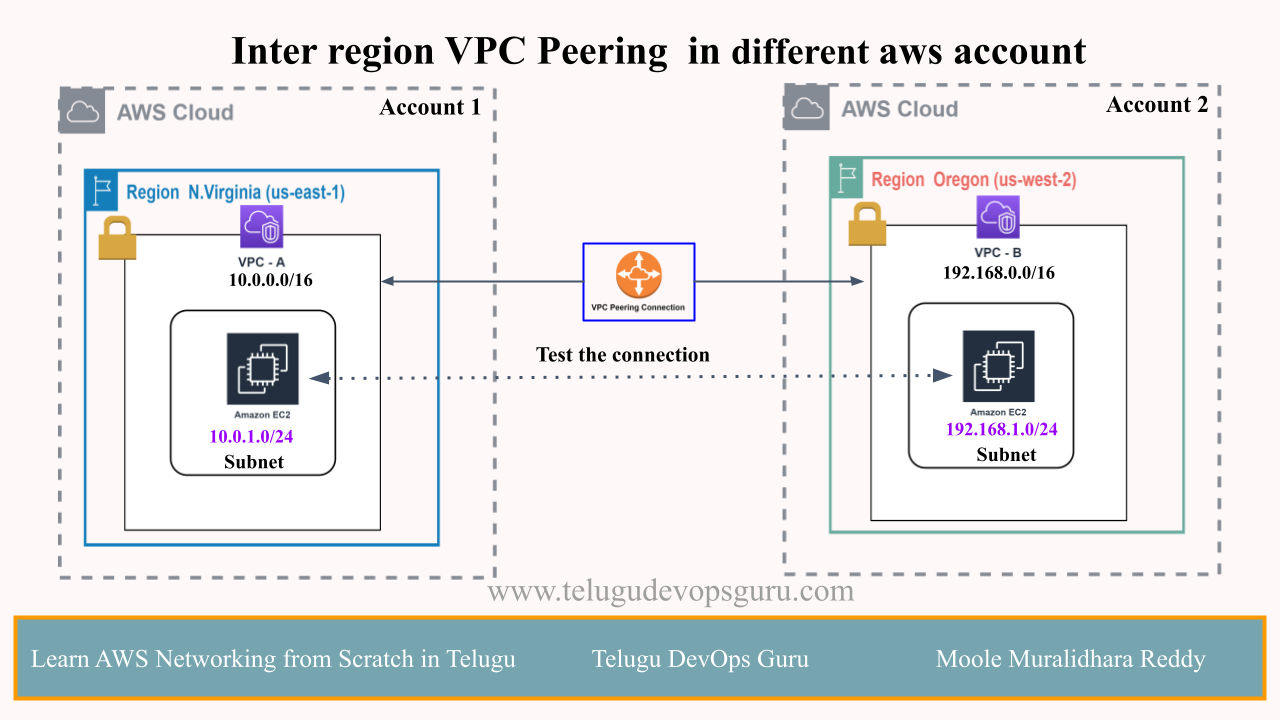 Inter region VPC Peering in different aws account
AWS Cloud
Account 1
Region N.Virginia (us-east-1)
VPC - A
10.0.0.0/16
Amazon EC2
10.0.1.0/24
Subnet
VPC Peering Connection
Test the connection
AWS Cloud
Account 2
Region Oregon (us-west-2)
VPC - B
192.168.0.0/16
Amazon EC2
192.168.1.0/24
Subnet
www.telugudevopsguru.com
Learn AWS Networking from Scratch in Telugu
Telugu DevOps Guru
Moole Muralidhara Reddy